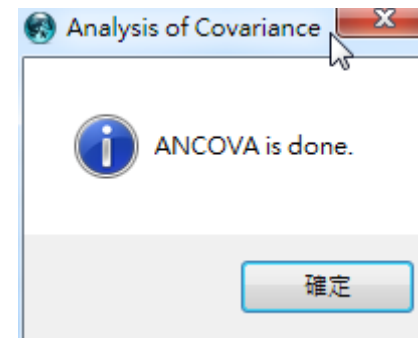 Analysis of Covariance
ANCOVA is done.
確定